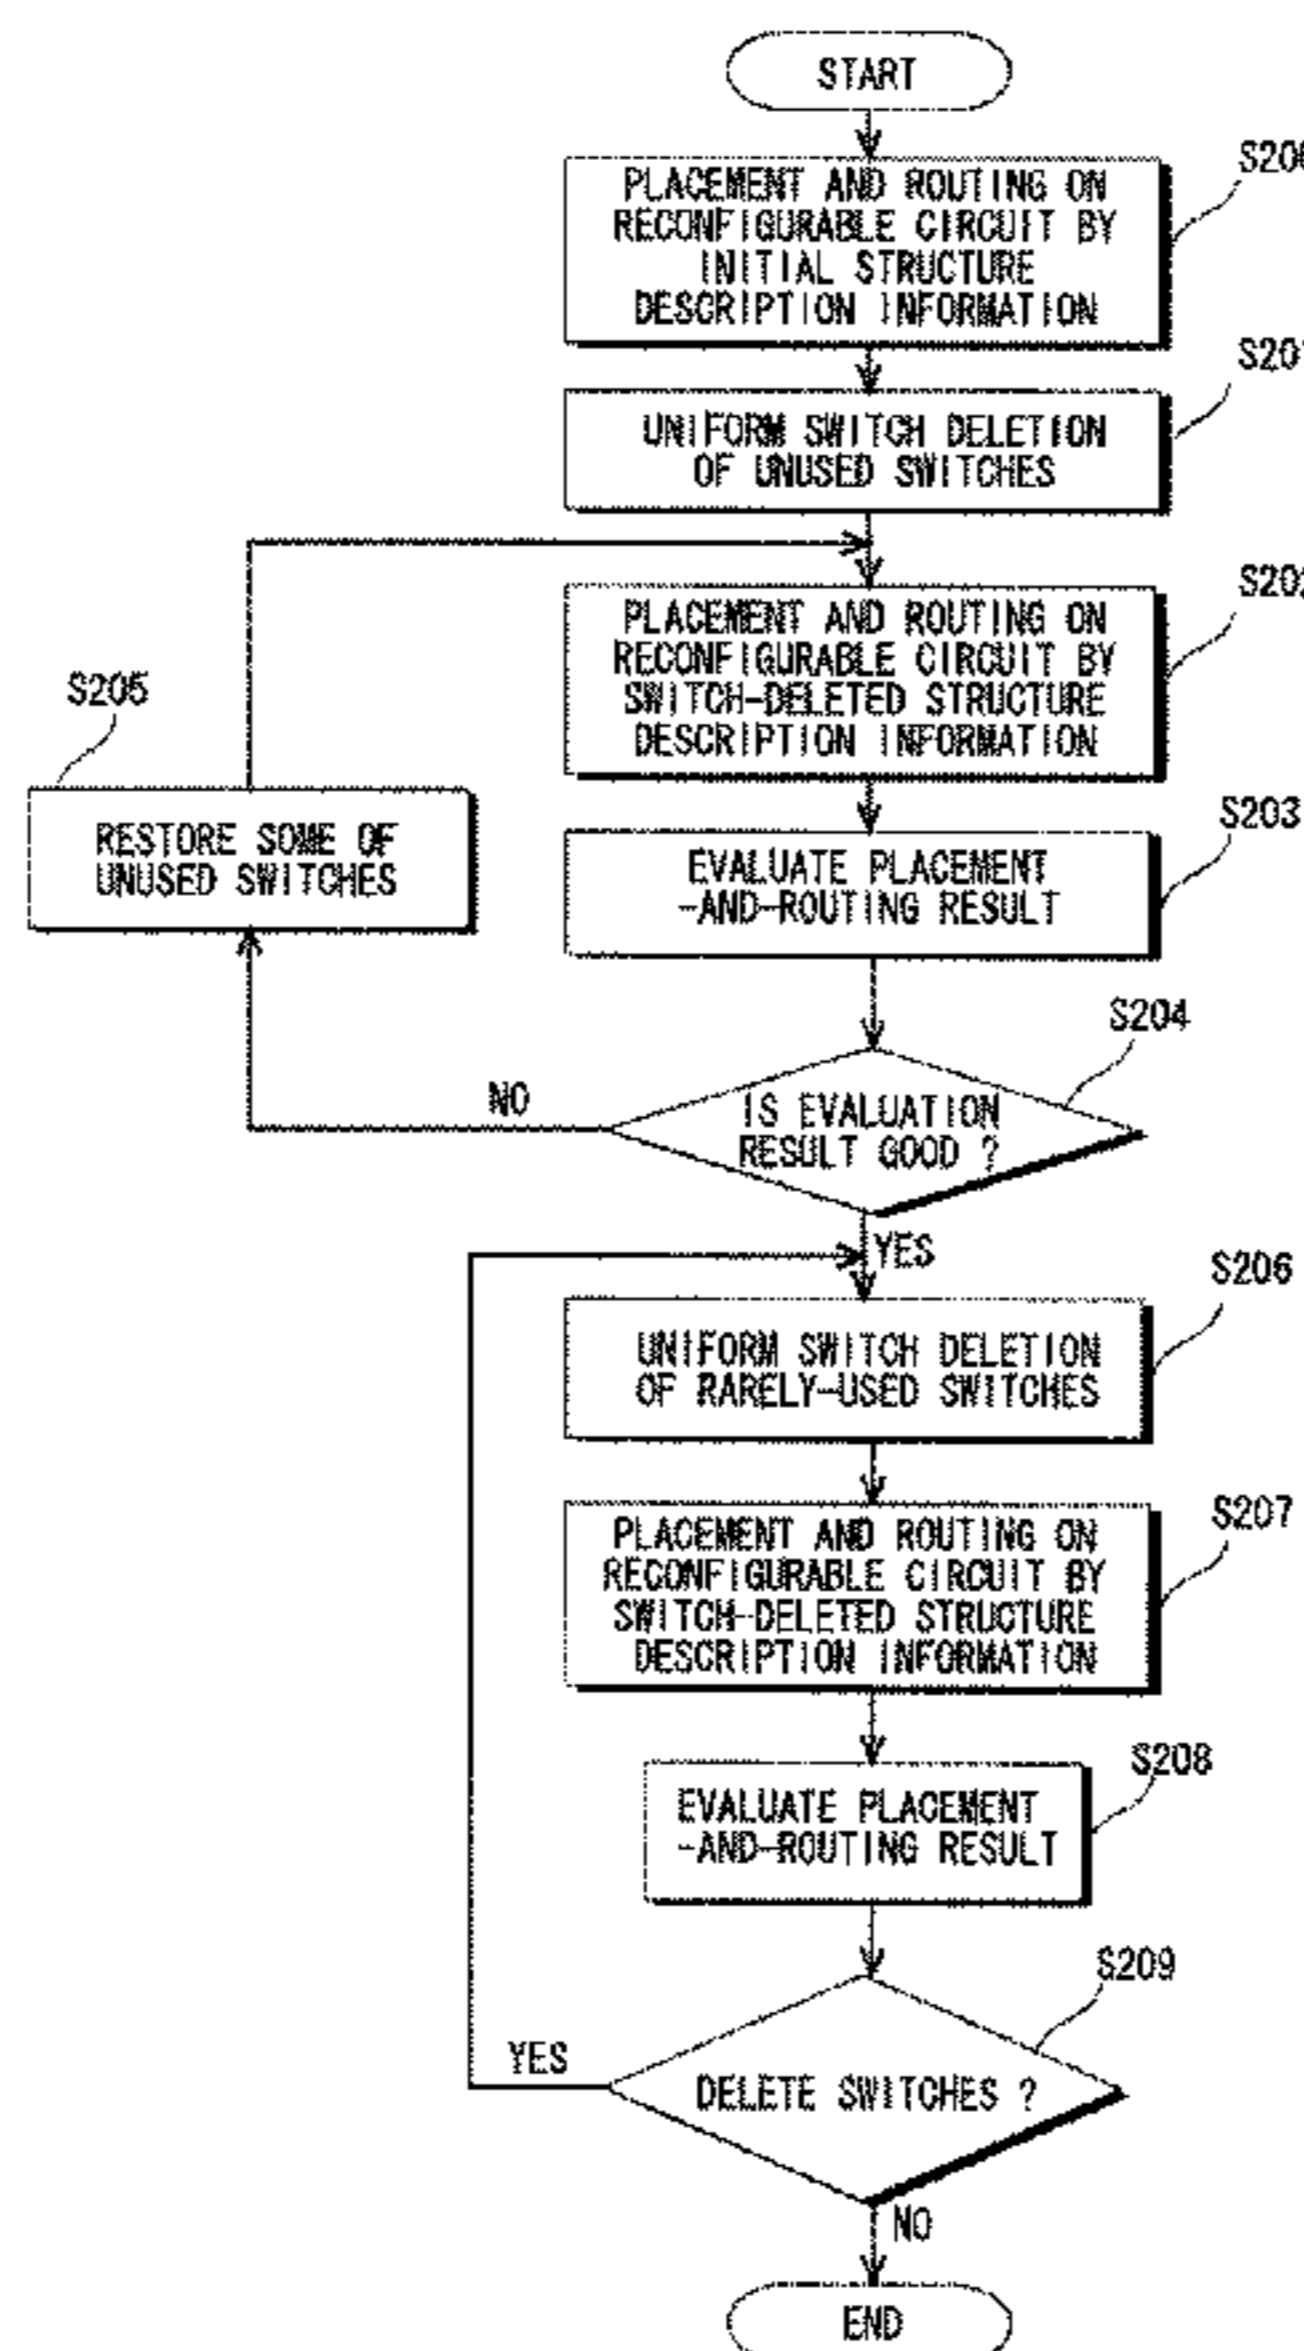 START
PLACEMENT AND ROUTING ON
RECONFIGURABLE CIRCUIT BY
INITIAL STRUCTURE
DESCRIPTION INFORMATION
UNIFORM SWITCH DELETION
OF UNUSED SWITCHES
S205
RESTORE SOME OF
UNUSED SWITCHES
PLACEMENT AND ROUTING ON
RECONFIGURABLE CIRCUIT BY
SWITCH-DELETED STRUCTURE
DESCRIPTION INFORMATION
S203
EVALUATE PLACEMENT
-AND-ROUTING RESULT
S204
IS EVALUATION
RESULT GOOD ?
NO
YES
S206
UNIFORM SWITCH DELETION
OF RARELY-USED SWITCHES
S207
PLACEMENT AND ROUTING ON
RECONFIGURABLE CIRCUIT BY
SWITCH-DELETED STRUCTURE
DESCRIPTION INFORMATION
S208
EVALUATE PLACEMENT
-AND-ROUTING RESULT
S209
DELETE SWITCHES ?
YES
NO
END